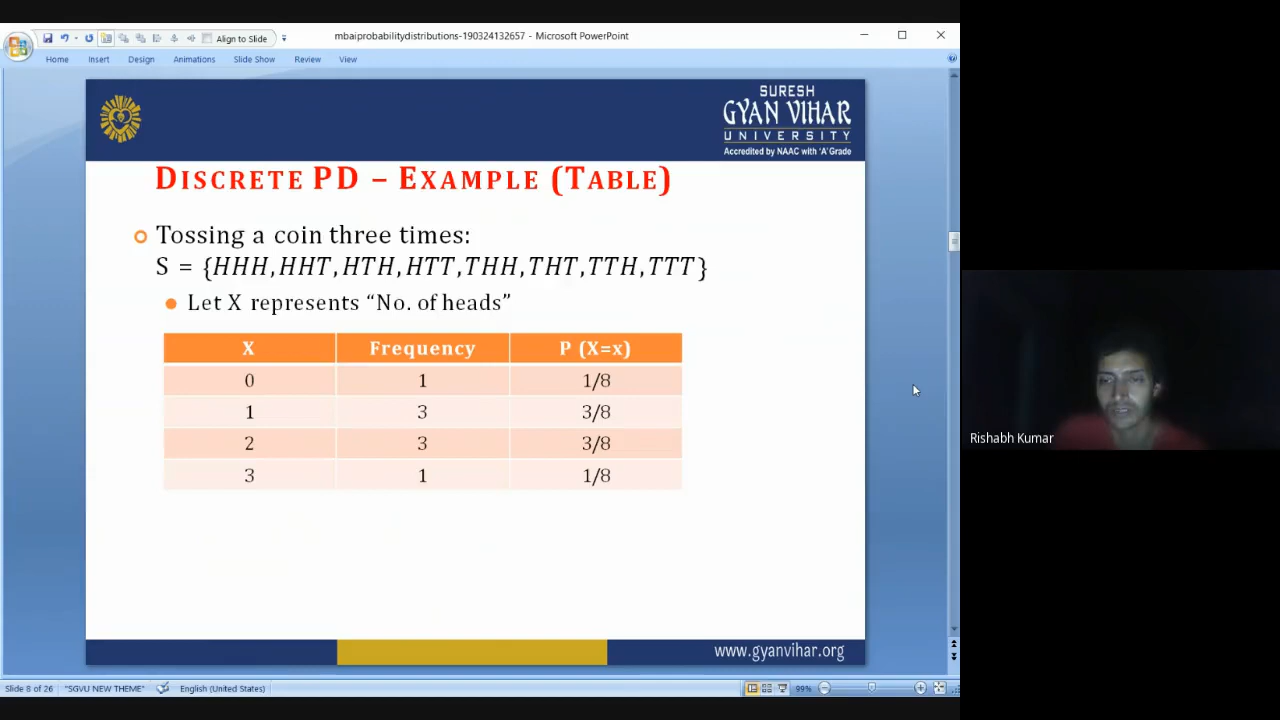 Align to Slide
mbaiprobabilitydistributions-190324132657 - Microsoft PowerPoint
Home Insert Design Animations Slide Show Review View
SURESH
GYAN VIHAR
UNIVERSITY
Accredited by NAAC with 'A' Grade
DISCRETE PD – EXAMPLE (TABLE)
Tossing a coin three times:
S = {HHH,HHT,HTH,HTT,THH,THT,TTH,TTT}
Let X represents “No. of heads”
X Frequency P (X=x)
0 1 1/8
1 3 3/8
2 3 3/8
3 1 1/8
Rishabh Kumar
www.gyanvihar.org
Slide 8 of 26 "SGVU NEW THEME" English (United States) 99%